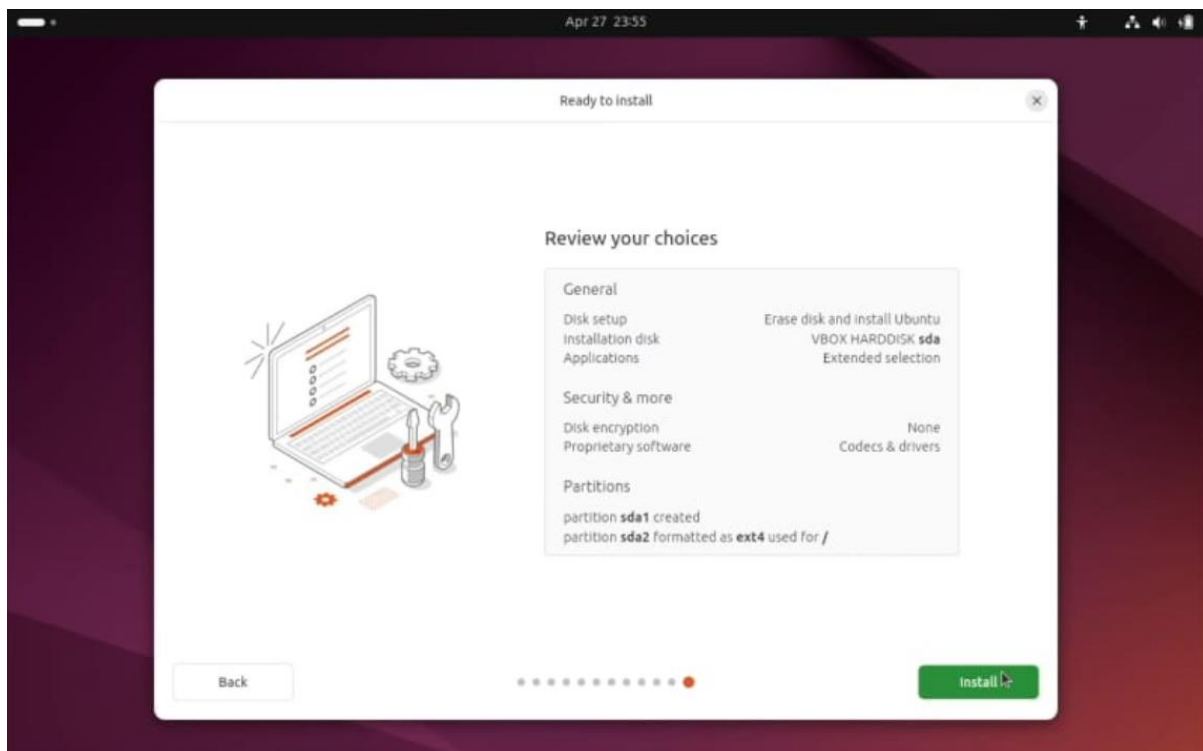 Apr 27 23:55
Ready to install
Review your choices
General
Disk setup Erase disk and install Ubuntu
Installation disk VBOX HARDDISK sda
Applications Extended selection
Security & more
Disk encryption None
Proprietary software Codecs & drivers
Partitions
partition sda1 created
partition sda2 formatted as ext4 used for /
Back
Install